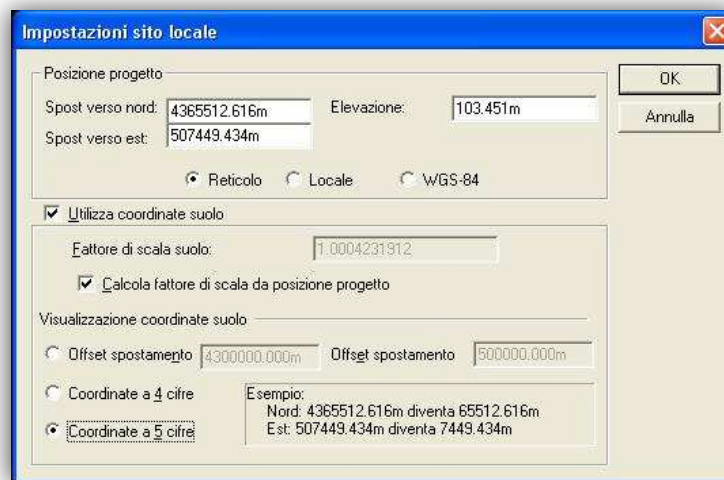 Impostazioni sito locale
Posizione progetto
Spost verso nord: 4365512.616m Elevazione: 103.451m
Spost verso est: 507449.434m
Reticolo Locale WGS-84
Utilizza coordinate suolo
Fattore di scala suolo: 1.0004231912
Calcola fattore di scala da posizione progetto
Visualizzazione coordinate suolo
Offset spostamento 4300000.000m Offset spostamento 500000.000m
Coordinate a 4 cifre
Coordinate a 5 cifre
Esempio:
Nord: 4365512.616m diventa 65512.616m
Est: 507449.434m diventa 7449.434m
OK
Annulla